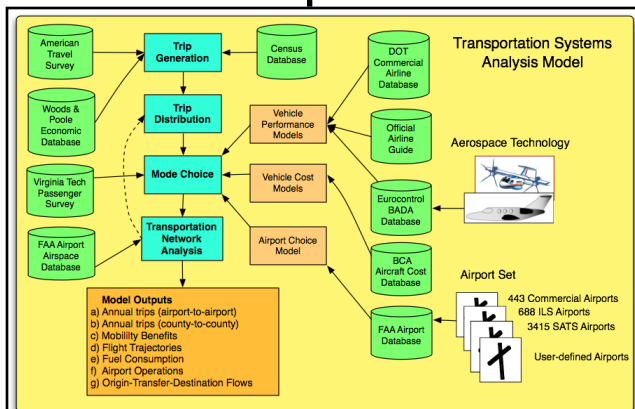 Transportation Systems
Analysis Model
American
Travel
Survey
Trip
Generation
Census
Database
DOT
Commercial
Airline
Database
Woods &
Poole
Economic
Database
Trip
Distribution
Vehicle
Performance
Models
Official
Airline
Guide
Aerospace Technology
Virginia Tech
Passenger
Survey
Mode Choice
Vehicle Cost
Models
Eurocontrol
BADA
Database
FAA Airport
Airspace
Database
Transportation
Network
Analysis
Airport Choice
Model
BCA
Aircraft Cost
Database
Airport Set
443 Commercial Airports
688 ILS Airports
3415 SATS Airports
User-defined Airports
FAA Airport
Database
Model Outputs
a) Annual trips (airport-to-airport)
b) Annual trips (county-to-county)
c) Mobililty Benefits
d) Flight Trajectories
e) Fuel Consumption
f) Airport Operations
g) Origin-Transfer-Destination Flows